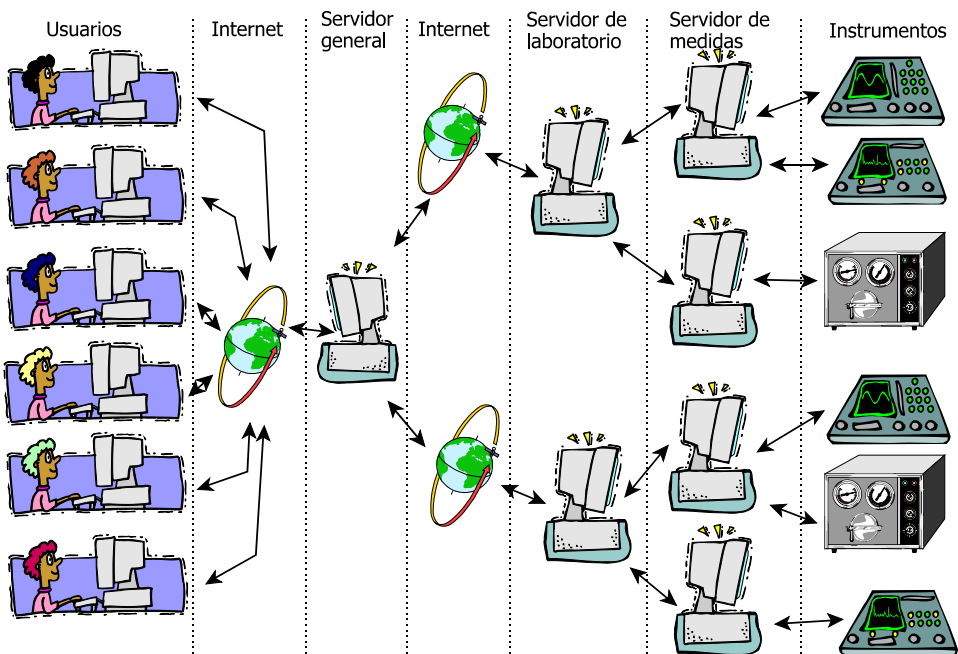 Usuarios
Internet
Servidor
general
Internet
Servidor de
laboratorio
Servidor de
medidas
Instrumentos